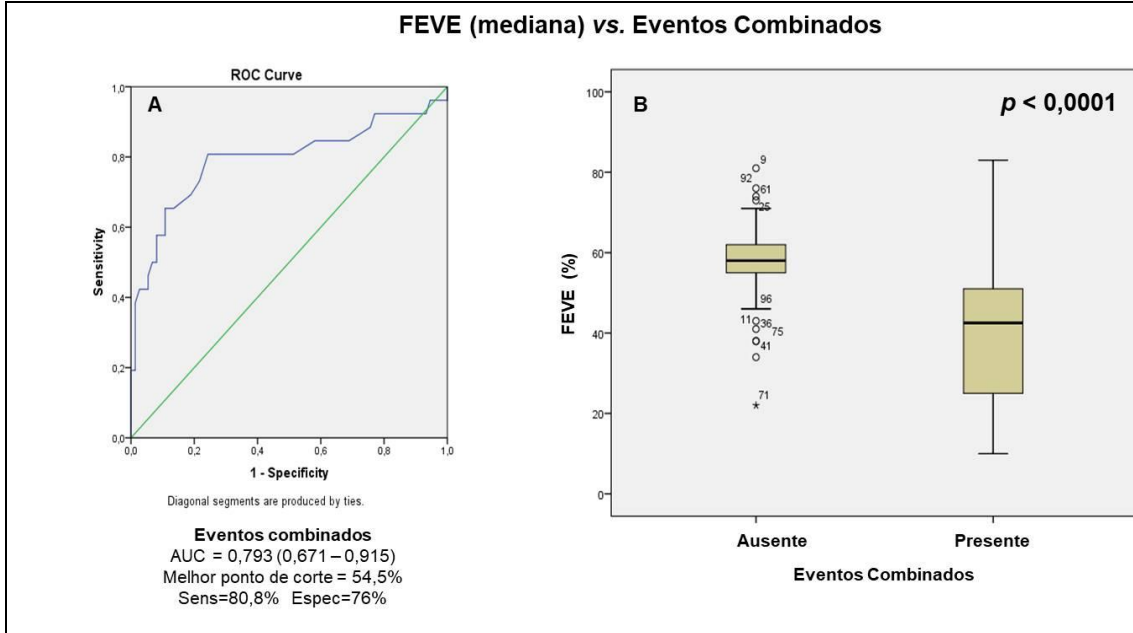 FEVE (mediana) vs. Eventos Combinados
ROC Curve
A
1,0
0,8
0,6
0,4
0,2
0,0
Sensitivity
0,0 0,2 0,4 0,6 0,8 1,0
1 - Specificity
Diagonal segments are produced by ties.
Eventos combinados
AUC = 0,793 (0,671 – 0,915)
Melhor ponto de corte = 54,5%
Sens=80,8% Espec=76%
B
p < 0,0001
100
80
60
40
20
0
FEVE (%)
9
92
61
25
96
11
36
75
41
71
Ausente Presente
Eventos Combinados